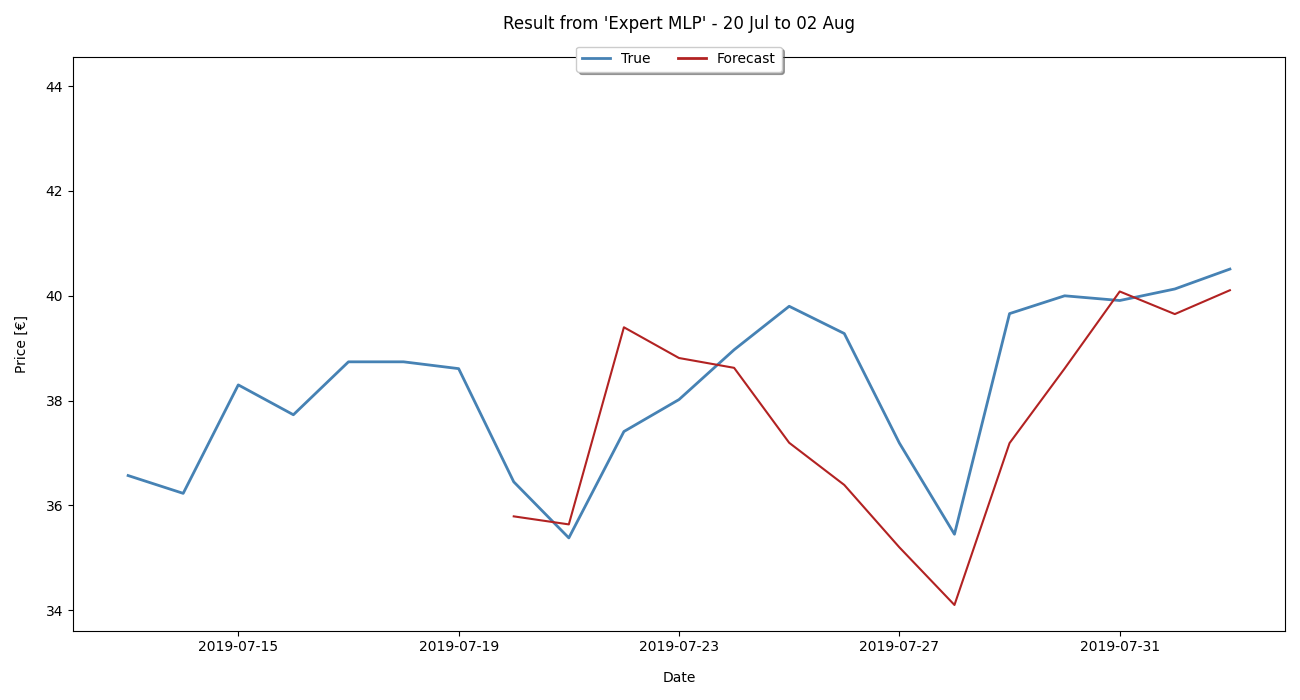 Result from 'Expert MLP' - 20 Jul to 02 Aug
True Forecast
44
42
40
38
36
34
Price [€]
2019-07-15 2019-07-19 2019-07-23 2019-07-27 2019-07-31
Date